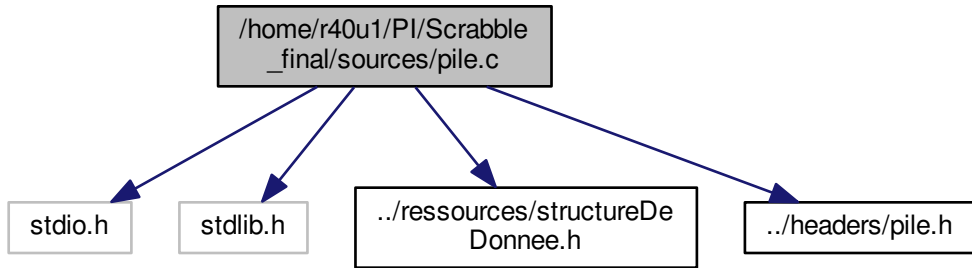 /home/r40u1/PI/Scrabble
_final/sources/pile.c
stdio.h
stdlib.h
../ressources/structureDe
Donnee.h
../headers/pile.h